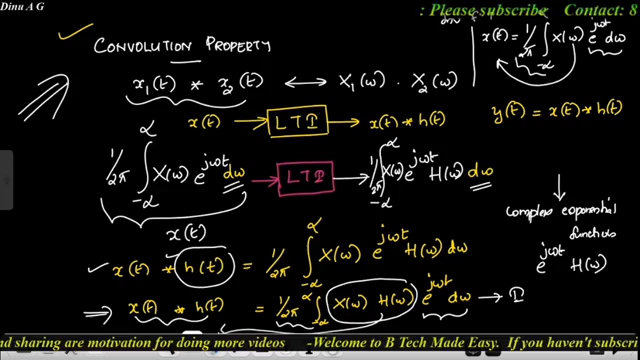 Dinu A G
: Please subscribe Contact: 8
CONVOLUTION PROPERTY
x(t) = 1/2π ∫_{-α} X(ω) e^{jωt} dω
x₁(t) * x₂(t) ⟷ X₁(ω) . X₂(ω)
x(t) → LTI → x(t) * h(t)
y(t) = x(t) * h(t)
1/2π ∫_{-α}^{α} X(ω) e^{jωt} dω → LTI → 1/2π ∫_{-α}^{α} X(ω) e^{jωt} H(ω) dω
x(t)
complex exponential
function
e^{jωt} H(ω)
x(t) * h(t) = 1/2π ∫_{-α}^{α} X(ω) e^{jωt} H(ω) dω
⇒ x(t) * h(t) = 1/2π ∫_{-α}^{α} X(ω) H(ω) e^{jωt} dω → I
nd sharing are motivation for doing more videos -Welcome to B Tech Made Easy. If you haven't subscri